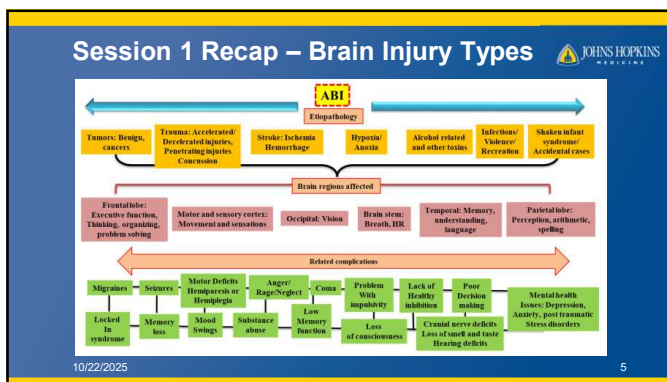 Session 1 Recap – Brain Injury Types
JOHNS HOPKINS
MEDICINE
ABI
Etiopathology
Tumors: Benign,
cancers
Trauma: Accelerated/
Decelerated injuries,
Penetrating injuries
Concussion
Stroke: Ischemia
Hemorrhage
Hypoxia/
Anoxia
Alcohol related
and other toxins
Infections/
Violence/
Recreation
Shaken infant
syndrome/
Accidental cases
Brain regions affected
Frontal lobe:
Executive function,
Thinking, organizing,
problem solving
Motor and sensory cortex:
Movement and sensations
Occipital: Vision
Brain stem:
Breath, HR
Temporal: Memory,
understanding,
language
Parietal lobe:
Perception, arithmetic,
spelling
Related complications
Migraines
Seizures
Motor Deficits
Hemiparesis or
Hemiplegia
Anger/
Rage/Neglect
Coma
Problem
With
impulsivity
Lack of
Healthy
inhibition
Poor
Decision
making
Mental health
Issues: Depression,
Anxiety, post traumatic
Stress disorders
Locked
In
syndrome
Memory
loss
Mood
Swings
Substance
abuse
Low
Memory
function
Loss
of consciousness
Cranial nerve deficits
Loss of smell and taste
Hearing deficits
10/22/2025
5